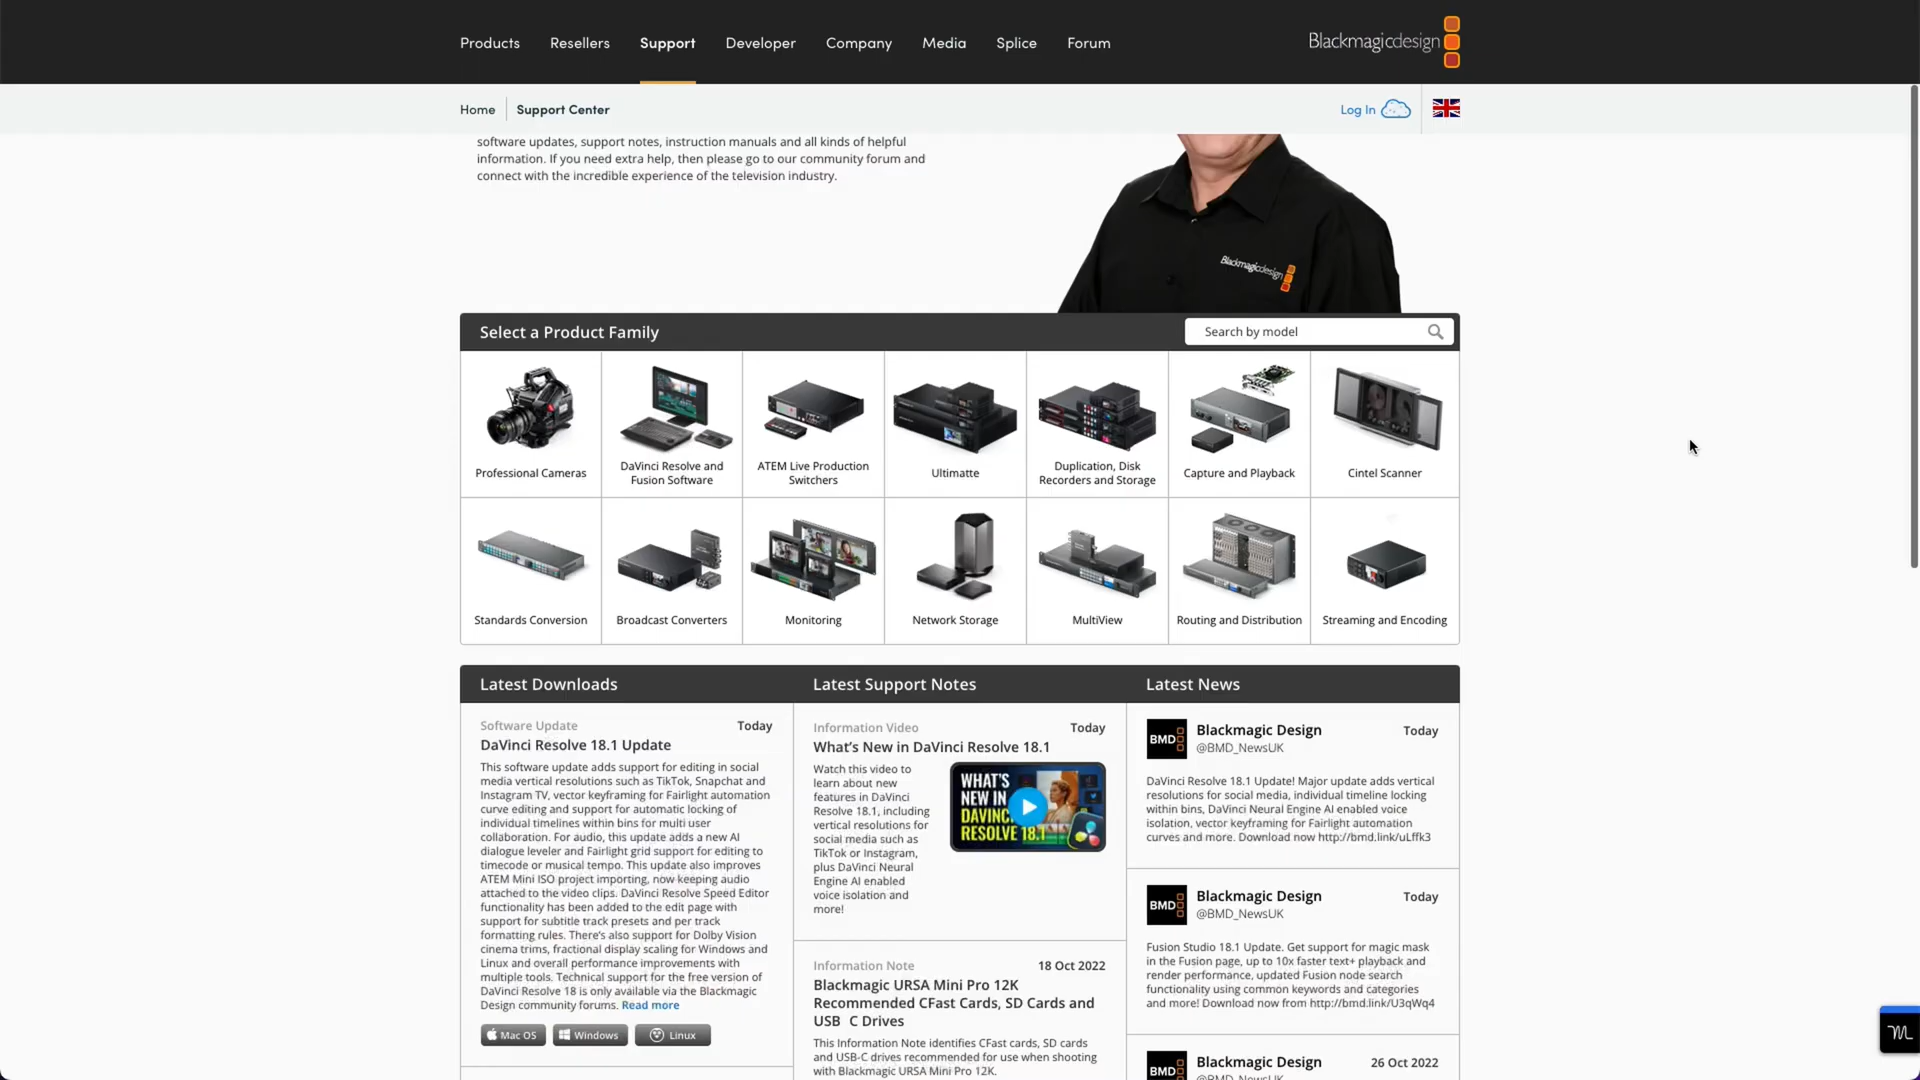 Products
Resellers
Support
Developer
Company
Media
Splice
Forum
Blackmagicdesign
Home
Support Center
Log In
software updates, support notes, instruction manuals and all kinds of helpful
information. If you need extra help, then please go to our community forum and
connect with the incredible experience of the television industry.
Blackmagicdesign
Select a Product Family
Search by model
Professional Cameras
DaVinci Resolve and
Fusion Software
ATEM Live Production
Switchers
Ultimatte
Duplication, Disk
Recorders and Storage
Capture and Playback
Cintel Scanner
Standards Conversion
Broadcast Converters
Monitoring
Network Storage
MultiView
Routing and Distribution
Streaming and Encoding
Latest Downloads
Software Update
Today
DaVinci Resolve 18.1 Update
This software update adds support for editing in social
media vertical resolutions such as TikTok, Snapchat and
Instagram TV, vector keyframing for Fairlight automation
curve editing and support for automatic locking of
individual timelines within bins for multi user
collaboration. For audio, this update adds a new AI
dialogue leveler and Fairlight grid support for editing to
timecode or musical tempo. This update also improves
ATEM Mini ISO project importing, now keeping audio
attached to the video clips. DaVinci Resolve Speed Editor
functionality has been added to the edit page with
support for subtitle track presets and per track
formatting rules. There's also support for Dolby Vision
cinema trims, fractional display scaling for Windows and
Linux and overall performance improvements with
multiple tools. Technical support for the free version of
DaVinci Resolve 18 is only available via the Blackmagic
Design community forums. Read more
Mac OS
Windows
Linux
Latest Support Notes
Information Video
Today
What's New in DaVinci Resolve 18.1
Watch this video to
learn about new
features in DaVinci
Resolve 18.1, including
vertical resolutions for
social media such as
TikTok or Instagram,
plus DaVinci Neural
Engine AI enabled
voice isolation and
more!
WHAT'S
NEW IN
DAVINCI
RESOLVE 18.1
Information Note
18 Oct 2022
Blackmagic URSA Mini Pro 12K
Recommended CFast Cards, SD Cards and
USB C Drives
This Information Note identifies CFast cards, SD cards
and USB-C drives recommended for use when shooting
with Blackmagic URSA Mini Pro 12K.
Latest News
BMD
Blackmagic Design
Today
@BMD_NewsUK
DaVinci Resolve 18.1 Update! Major update adds vertical
resolutions for social media, individual timeline locking
within bins, DaVinci Neural Engine AI enabled voice
isolation, vector keyframing for Fairlight automation
curves and more. Download now http://bmd.link/uLffk3
BMD
Blackmagic Design
Today
@BMD_NewsUK
Fusion Studio 18.1 Update. Get support for magic mask
in the Fusion page, up to 10x faster text+ playback and
render performance, updated Fusion node search
functionality using common keywords and categories
and more! Download now from http://bmd.link/U3qWq4
BMD
Blackmagic Design
26 Oct 2022
@BMD_NewsUK